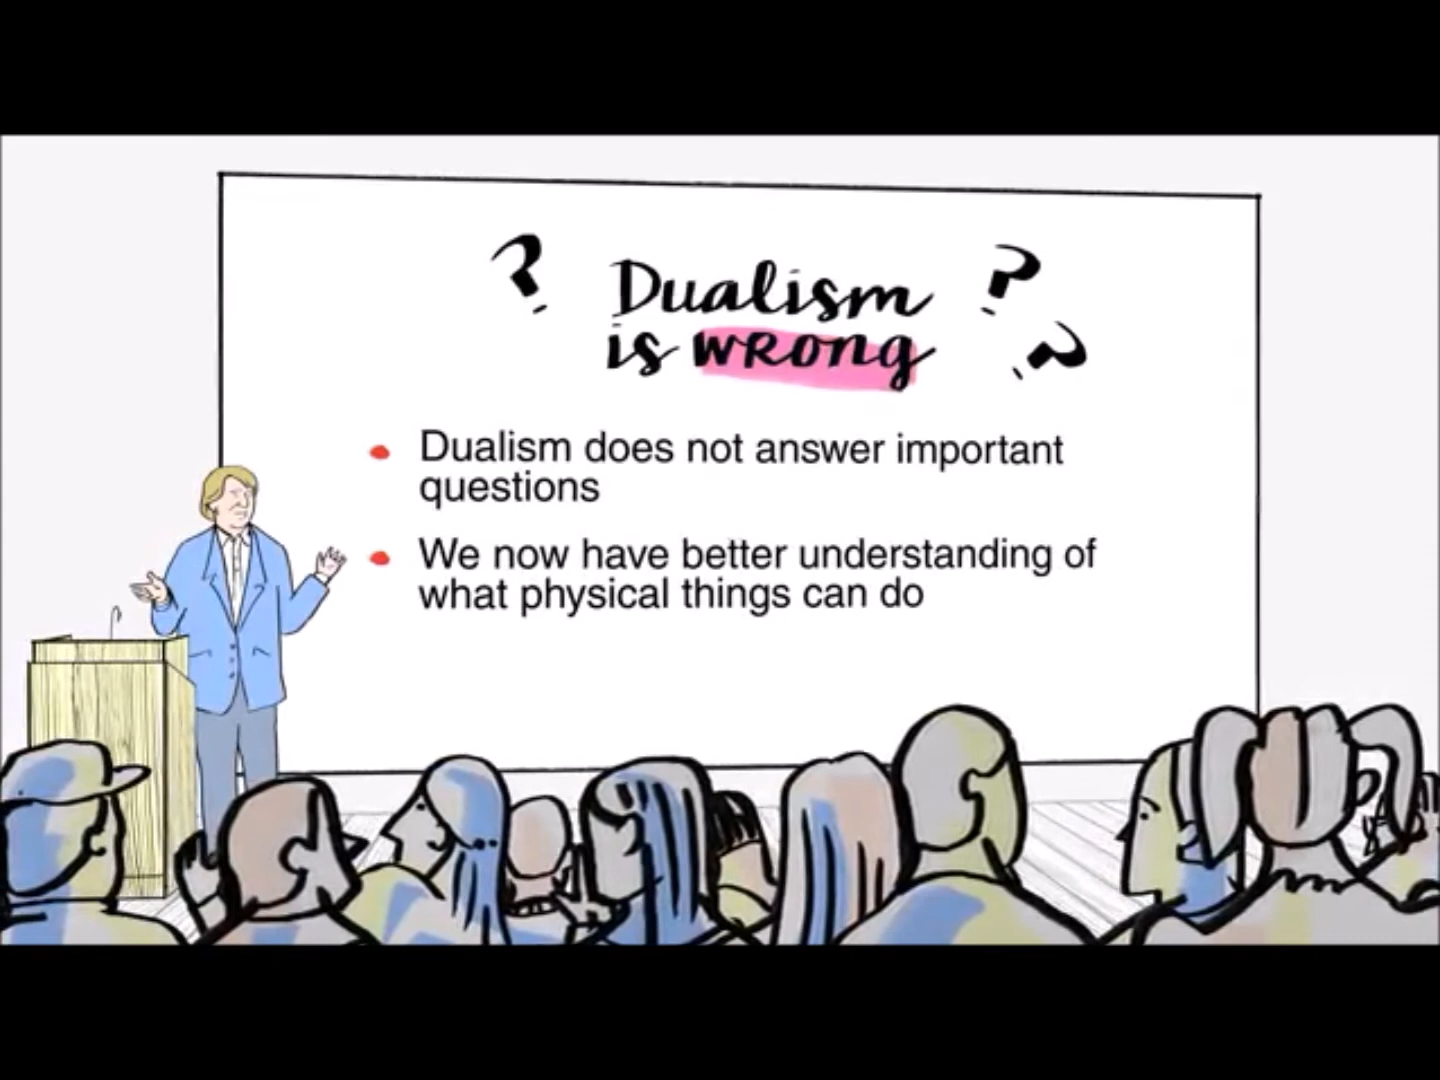 ? Dualism ?
is wrong ?
Dualism does not answer important
questions
We now have better understanding of
what physical things can do